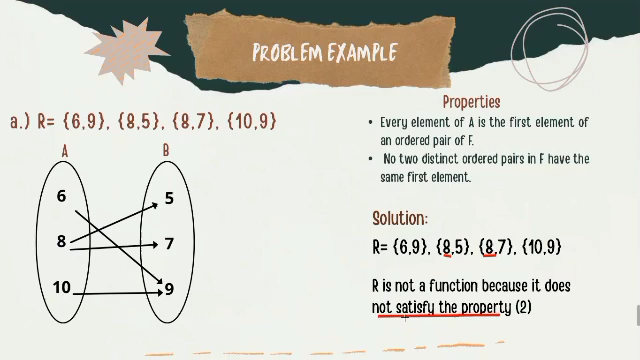 PROBLEM EXAMPLE
a.) R= {6,9}, {8,5}, {8,7}, {10,9}
A
B
6
8
10
5
7
9
Properties
• Every element of A is the first element of
an ordered pair of F.
• No two distinct ordered pairs in F have the
same first element.
Solution:
R= {6,9}, {8,5}, {8,7}, {10,9}
R is not a function because it does
not satisfy the property (2)